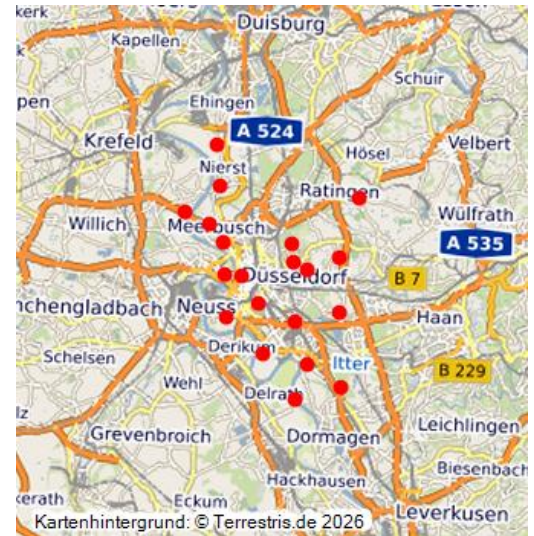 kerk
Duisburg
Kapellen
Schuir
pen
Ehingen
A 524
Krefeld
Hösel
Velbert
Nierst
Ratingen
Wülfrath
Willich
Meerbusch
A 535
Düsseldorf
B 7
nchengladbach
Neuss
Haan
Derikum
Schelsen
Itter
B 229
Wehl
Delrath
Leichlingen
Grevenbroich
Dormagen
Biesenbach
Hackhausen
kerath
Eckum
Leverkusen
Kartenhintergrund: © Terrestris.de 2026